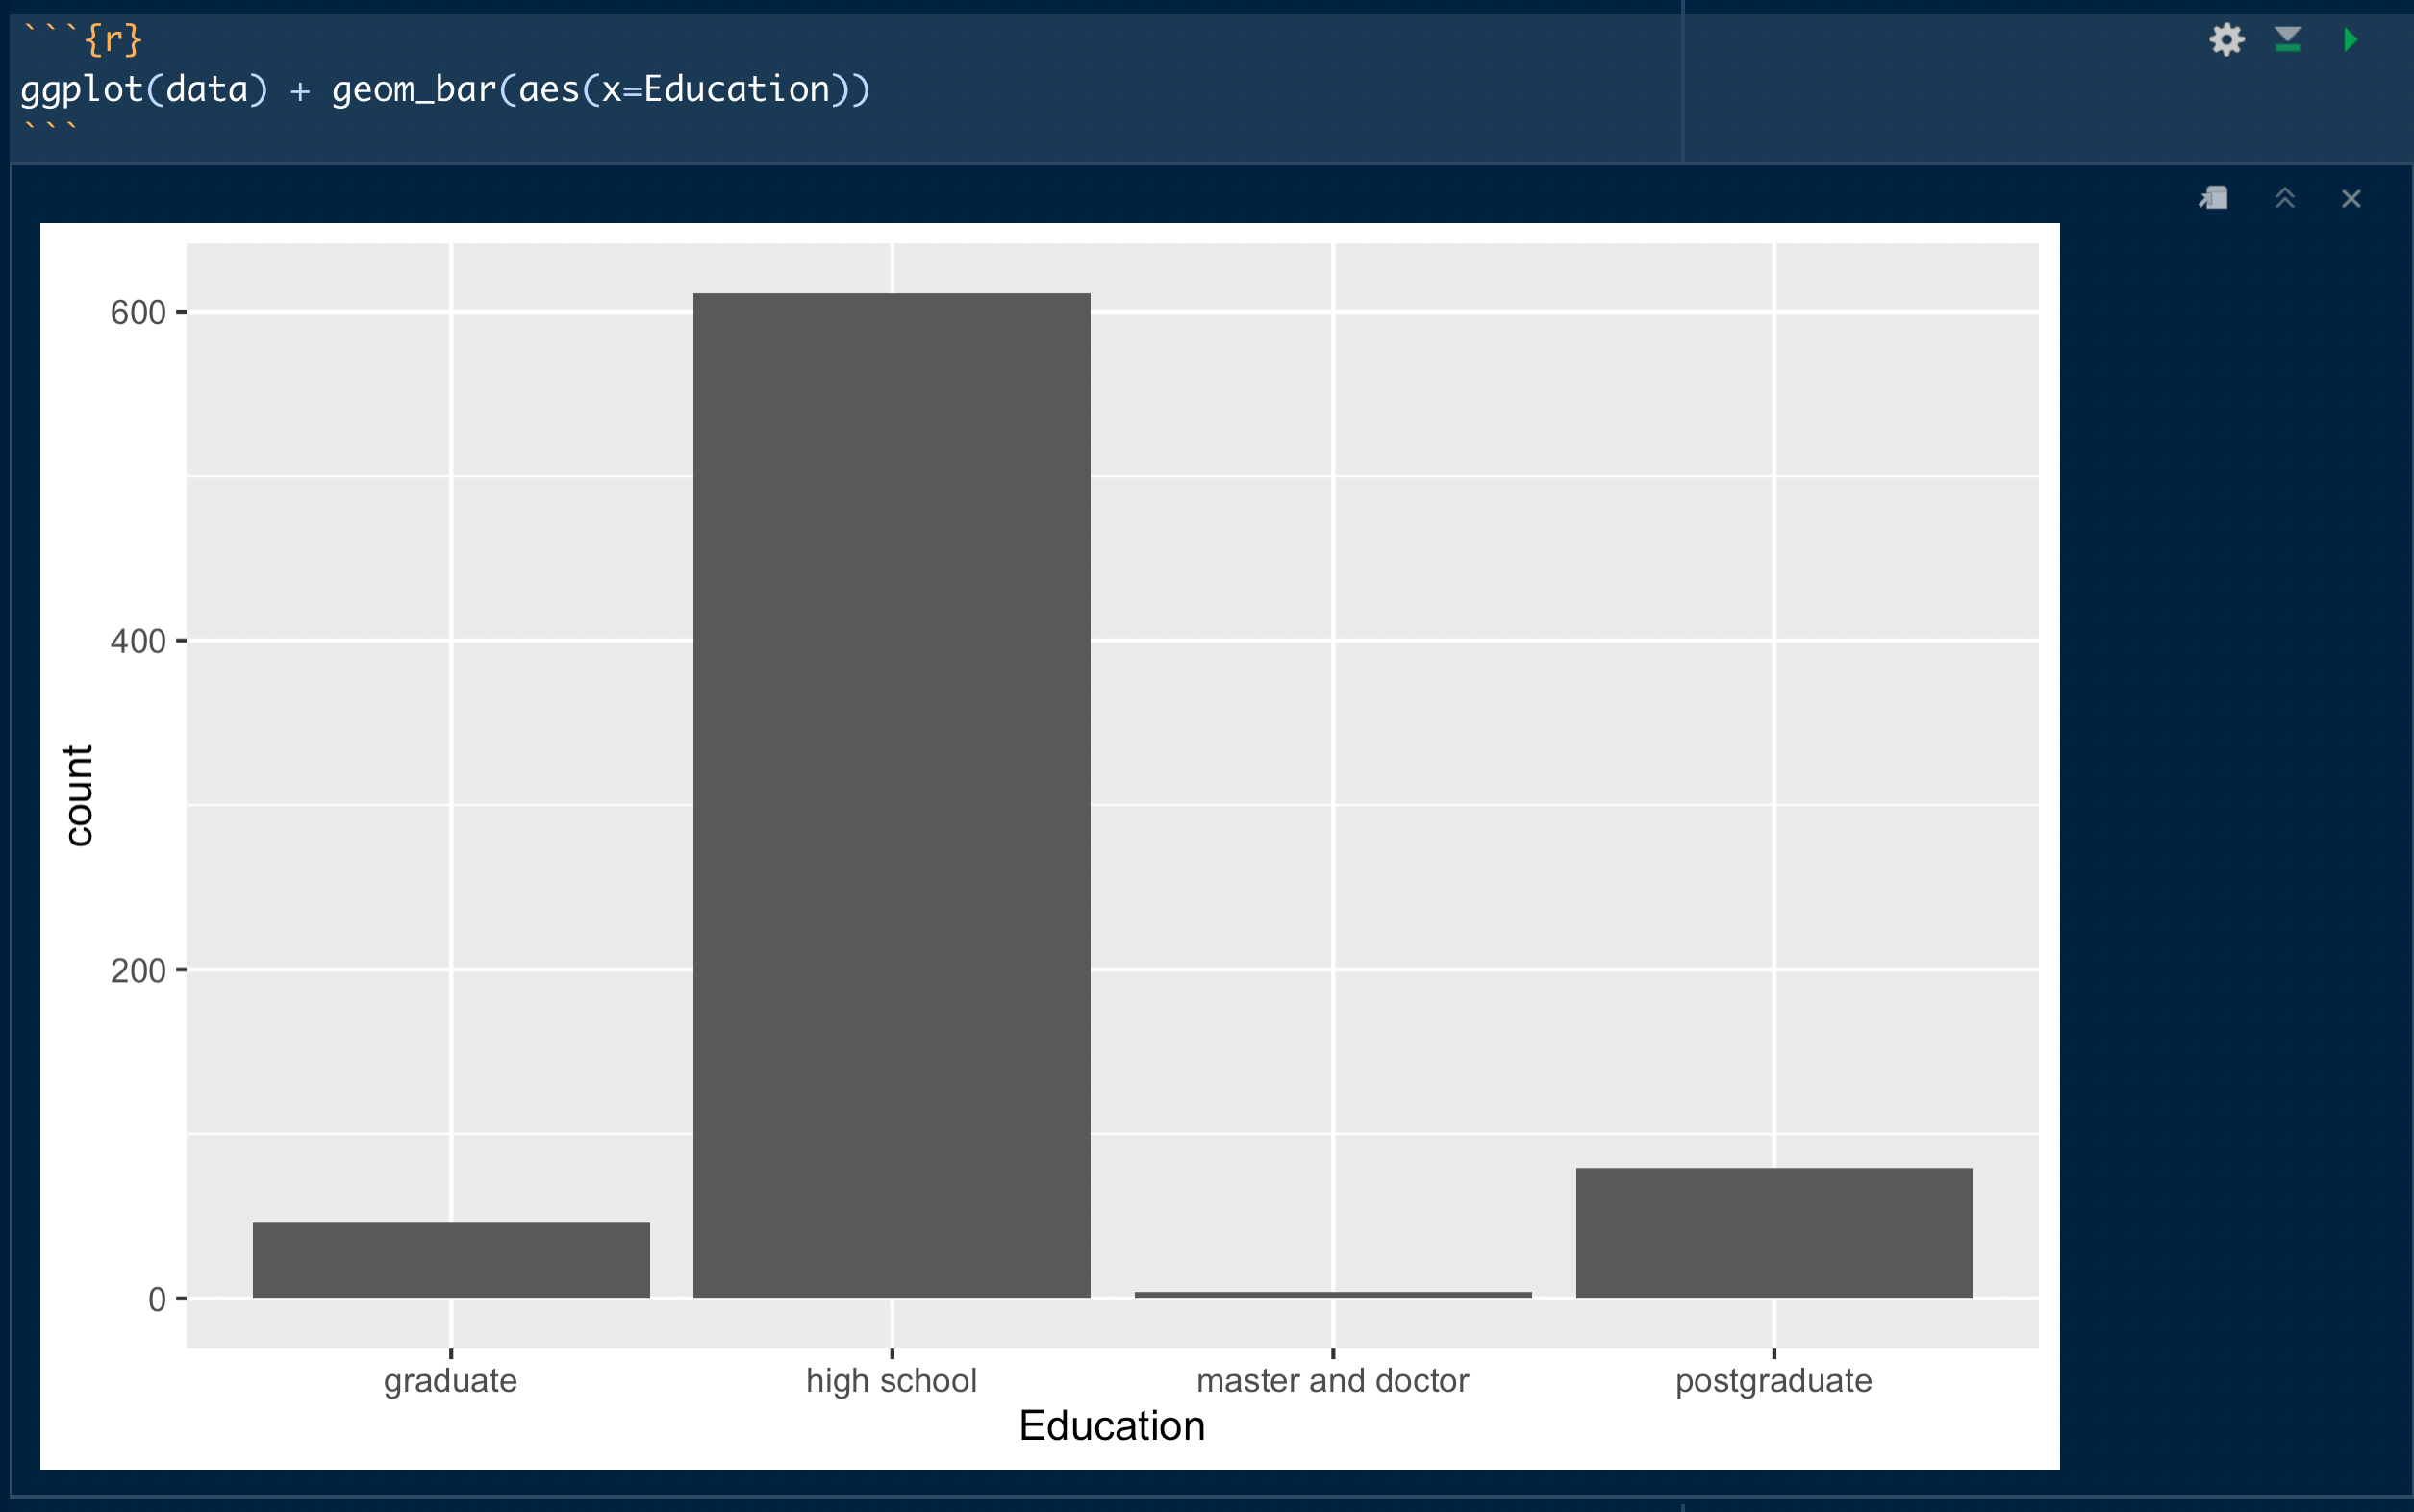 ```{r}
ggplot(data) + geom_bar(aes(x=Education))
```
600
400
200
0
count
graduate high school master and doctor postgraduate
Education